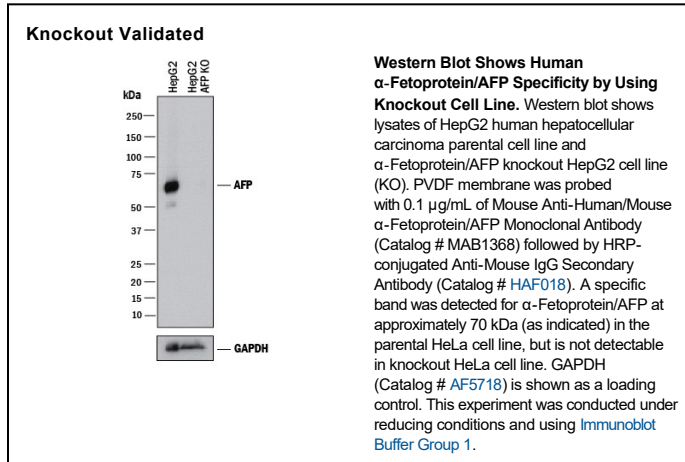 Knockout Validated
HepG2
HepG2
AFP KO
kDa
250
150
100
75
50
37
25
20
15
10
AFP
GAPDH
Western Blot Shows Human
α-Fetoprotein/AFP Specificity by Using
Knockout Cell Line. Western blot shows
lysates of HepG2 human hepatocellular
carcinoma parental cell line and
α-Fetoprotein/AFP knockout HepG2 cell line
(KO). PVDF membrane was probed
with 0.1 µg/mL of Mouse Anti-Human/Mouse
α-Fetoprotein/AFP Monoclonal Antibody
(Catalog # MAB1368) followed by HRP-
conjugated Anti-Mouse IgG Secondary
Antibody (Catalog # HAF018). A specific
band was detected for α-Fetoprotein/AFP at
approximately 70 kDa (as indicated) in the
parental HeLa cell line, but is not detectable
in knockout HeLa cell line. GAPDH
(Catalog # AF5718) is shown as a loading
control. This experiment was conducted under
reducing conditions and using Immunoblot
Buffer Group 1.